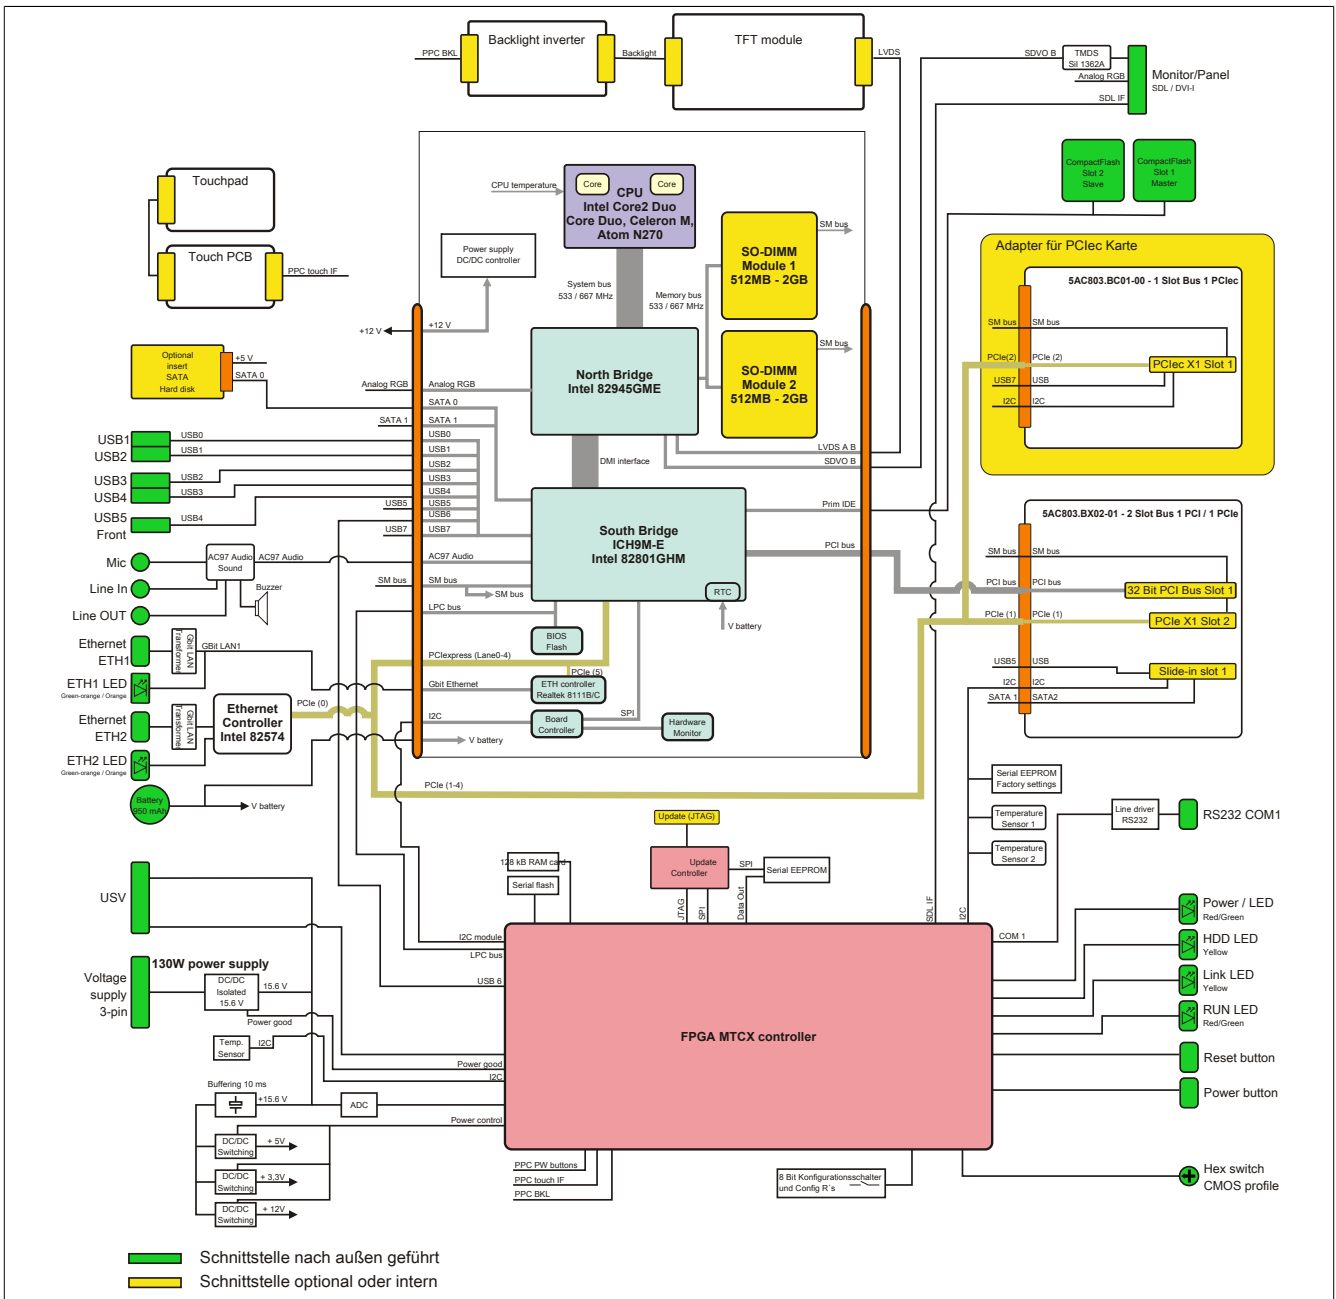 Backlight inverter
TFT module
PPC BKL
Backlight
LVDS
SDVO B
TMDS
Sil 1362A
Analog RGB
SDL IF
Monitor/Panel
SDL / DVI-I
CompactFlash
Slot 2
Slave
CompactFlash
Slot 1
Master
Touchpad
Touch PCB
PPC touch IF
CPU temperature
Core
Core
CPU
Intel Core2 Duo
Core Duo, Celeron M,
Atom N270
Power supply
DC/DC controller
System bus
533 / 667 MHz
Memory bus
533 / 667 MHz
SO-DIMM
Module 1
512MB - 2GB
SM bus
SO-DIMM
Module 2
512MB - 2GB
SM bus
Adapter für PCIec Karte
5AC803.BC01-00 - 1 Slot Bus 1 PCIec
SM bus
SM bus
PCIe(2)
PCIe (2)
PCIec X1 Slot 1
USB7
USB
I2C
I2C
+12 V
+12 V
Optional
insert
SATA
Hard disk
+5 V
SATA 0
North Bridge
Intel 82945GME
Analog RGB
Analog RGB
SATA 0
SATA 1
SATA 1
USB1
USB2
USB0
USB1
USB3
USB4
USB2
USB3
USB5
Front
USB4
USB0
USB1
USB2
USB3
USB4
USB5
USB5
USB6
USB7
USB7
DMI interface
LVDS A B
SDVO B
South Bridge
ICH9M-E
Intel 82801GHM
Prim IDE
PCI bus
RTC
V battery
5AC803.BX02-01 - 2 Slot Bus 1 PCI / 1 PCIe
SM bus
SM bus
PCI bus
PCI bus
32 Bit PCI Bus Slot 1
PCIe (1)
PCIe (1)
PCIe X1 Slot 2
USB5
USB
Slide-in slot 1
I2C
I2C
SATA 1
SATA2
Mic
Line In
Line OUT
AC97 Audio
Sound
AC97 Audio
Buzzer
AC97 Audio
SM bus
SM bus
SM bus
LPC bus
BIOS
Flash
Ethernet
ETH1
Gbit LAN
Transformer
GBit LAN1
ETH1 LED
Green-orange / Orange
Ethernet
ETH2
Gbit LAN
Transformer
ETH2 LED
Green-orange / Orange
Ethernet
Controller
Intel 82574
PCIe (0)
PCIexpress (Lane0-4)
PCIe (5)
Gbit Ethernet
ETH controller
Realtek 8111B/C
SPI
I2C
Board
Controller
Hardware
Monitor
V battery
Battery
950 mAh
V battery
PCIe (1-4)
Serial EEPROM
Factory settings
Temperature
Sensor 1
Temperature
Sensor 2
Line driver
RS232
RS232 COM1
Update (JTAG)
Update
Controller
SPI
Serial EEPROM
128 kB RAM card
Serial flash
JTAG
SPI
Data Out
SDL IF
I2C
USV
I2C module
LPC bus
USB 6
COM 1
Power / LED
Red/Green
HDD LED
Yellow
Link LED
Yellow
RUN LED
Red/Green
Reset button
Power button
130W power supply
Voltage
supply
3-pin
DC/DC
Isolated
15.6 V
15.6 V
Power good
Temp.
Sensor
I2C
Power good
I2C
FPGA MTCX controller
Buffering 10 ms
+15.6 V
ADC
Power control
DC/DC
Switching
+ 5V
DC/DC
Switching
+ 3,3V
DC/DC
Switching
+ 12V
PPC PW buttons
PPC touch IF
PPC BKL
8 Bit Konfigurationsschalter
und Config R´s
Hex switch
CMOS profile
Schnittstelle nach außen geführt
Schnittstelle optional oder intern